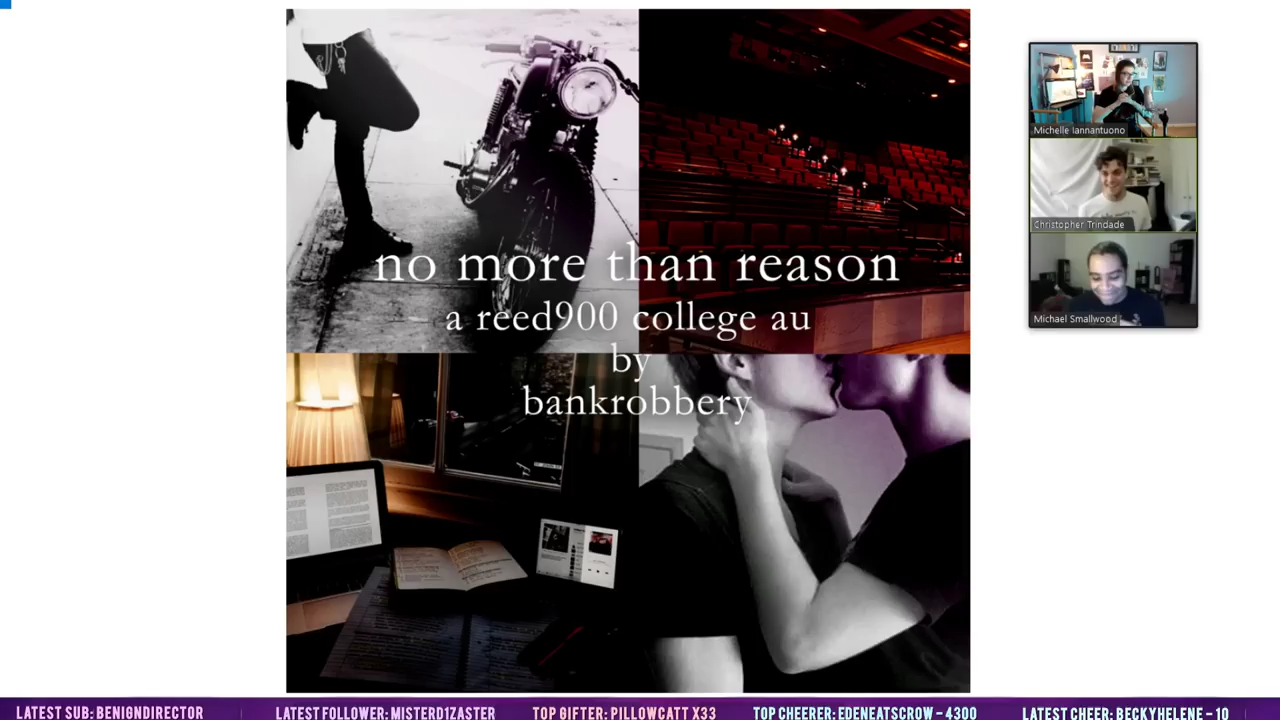 no more than reason
a reed900 college au
by
bankrobbery
Michelle Iannantuono
Christopher Trindade
Michael Smallwood
LATEST SUB: BENIGNDIRECTOR
LATEST FOLLOWER: MISTERD1ZASTER
TOP GIFTER: PILLOWCATT X33
TOP CHEERER: EDENEATSCROW - 4300
LATEST CHEER: BECKYHELENE - 10